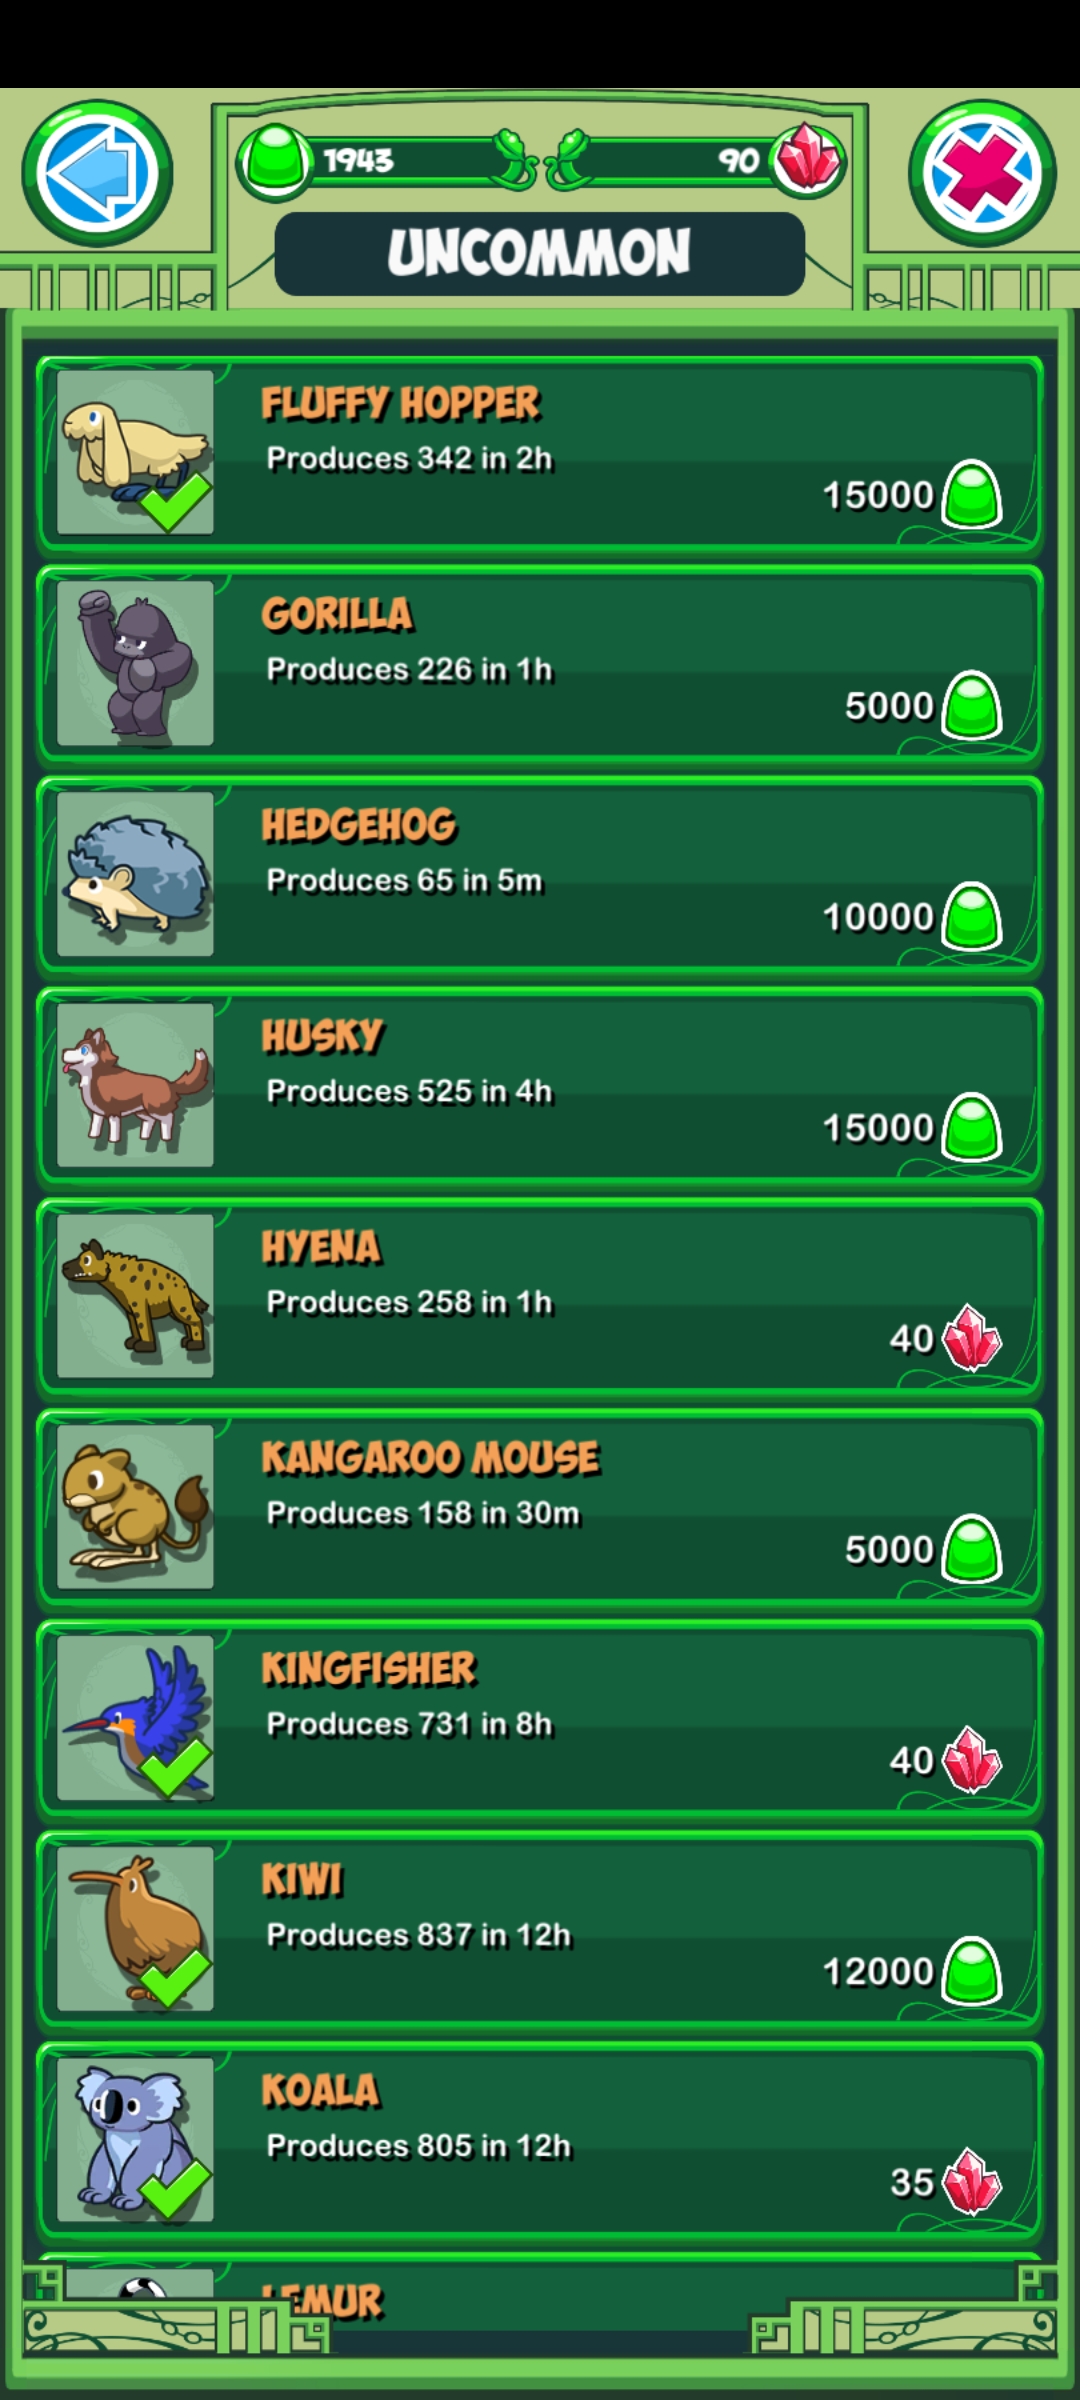 1943
90
UNCOMMON
FLUFFY HOPPER
Produces 342 in 2h
15000
GORILLA
Produces 226 in 1h
5000
HEDGEHOG
Produces 65 in 5m
10000
HUSKY
Produces 525 in 4h
15000
HYENA
Produces 258 in 1h
40
KANGAROO MOUSE
Produces 158 in 30m
5000
KINGFISHER
Produces 731 in 8h
40
KIWI
Produces 837 in 12h
12000
KOALA
Produces 805 in 12h
35
LEMUR